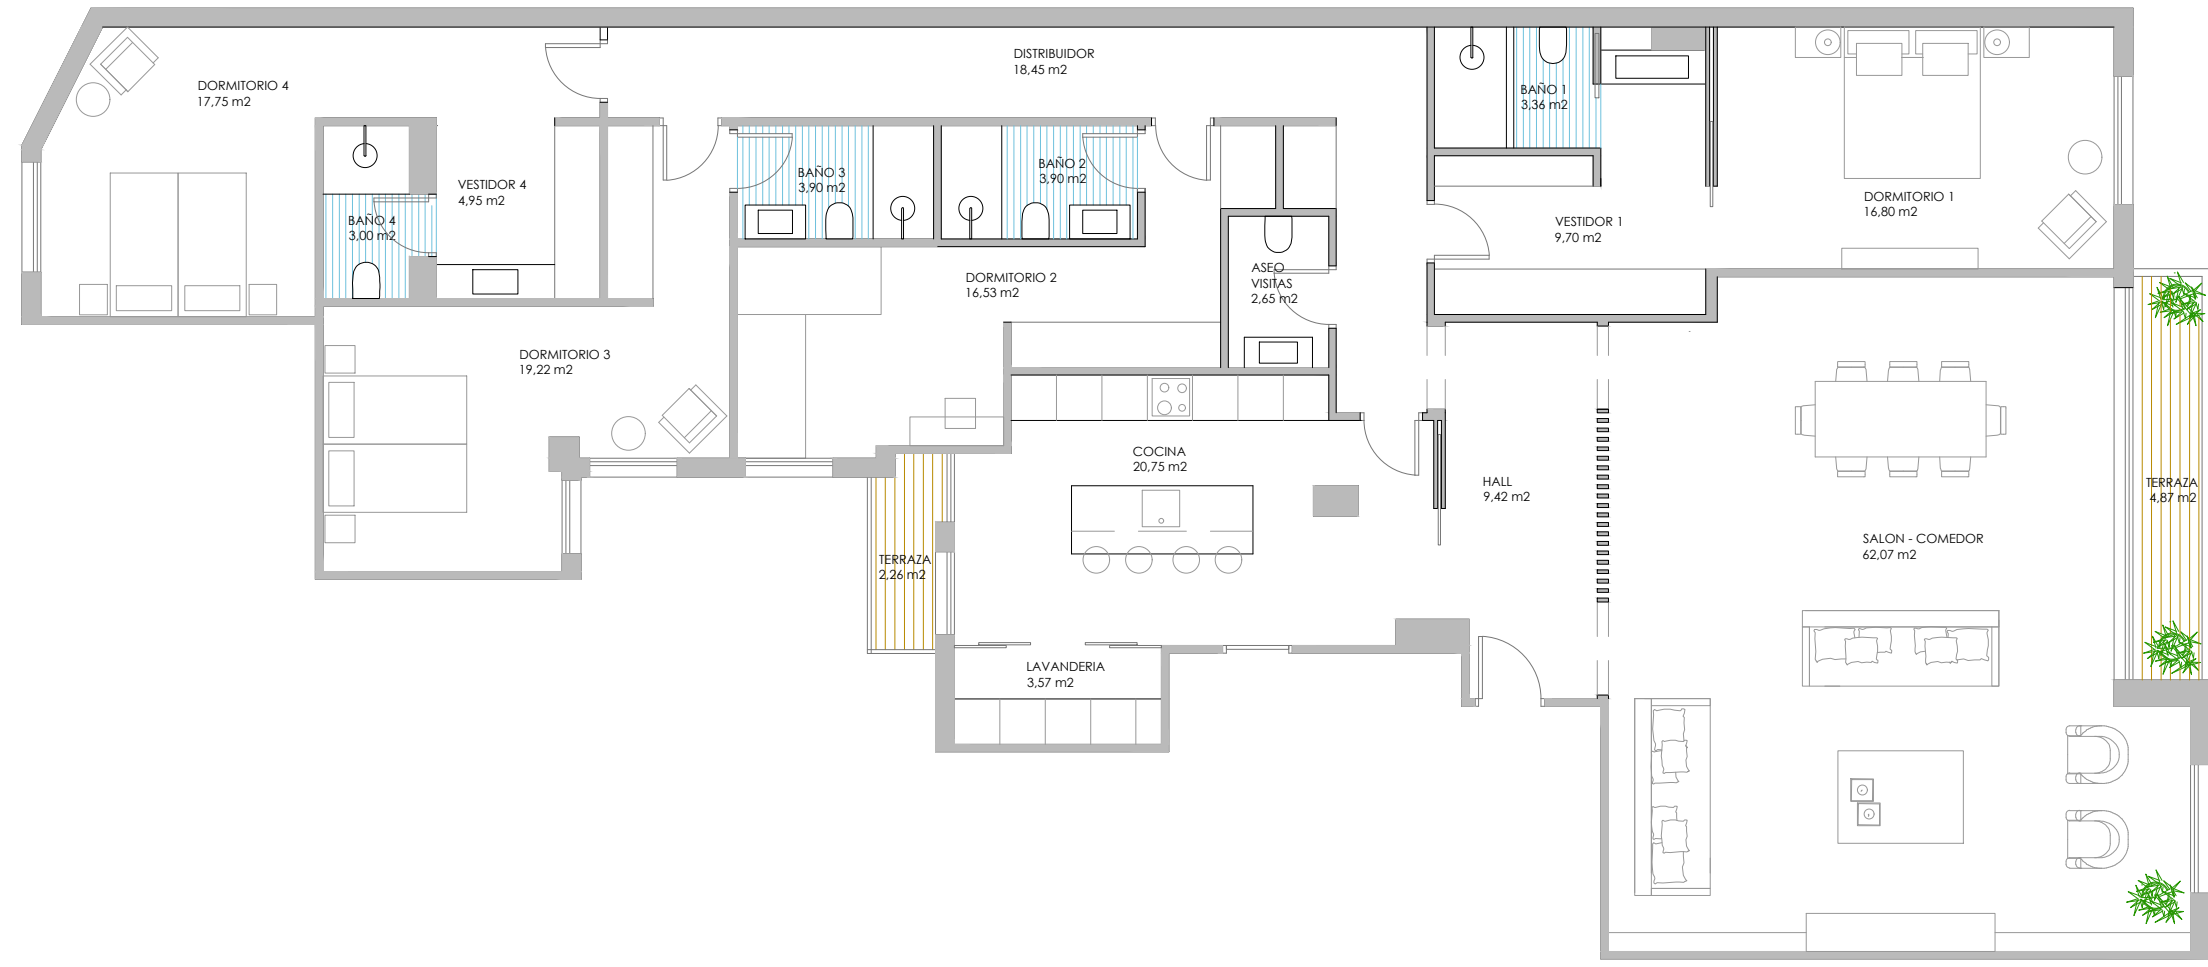 DISTRIBUIDOR
18,45 m2
DORMITORIO 4
17,75 m2
BAÑO 1
3,36 m2
BAÑO 2
3,90 m2
BAÑO 3
3,90 m2
VESTIDOR 4
4,95 m2
DORMITORIO 1
16,80 m2
BAÑO 4
3,00 m2
VESTIDOR 1
9,70 m2
ASEO
VISITAS
2,65 m2
DORMITORIO 2
16,53 m2
DORMITORIO 3
19,22 m2
COCINA
20,75 m2
HALL
9,42 m2
TERRAZA
4,87 m2
SALON - COMEDOR
62,07 m2
TERRAZA
2,26 m2
LAVANDERIA
3,57 m2